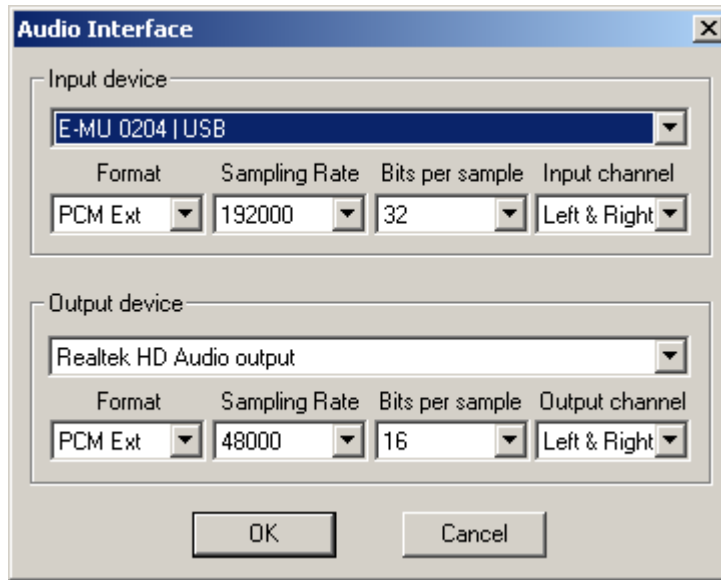 Audio Interface
Input device
E-MU 0204 | USB
Format Sampling Rate Bits per sample Input channel
PCM Ext 192000 32 Left & Right
Output device
Realtek HD Audio output
Format Sampling Rate Bits per sample Output channel
PCM Ext 48000 16 Left & Right
OK Cancel